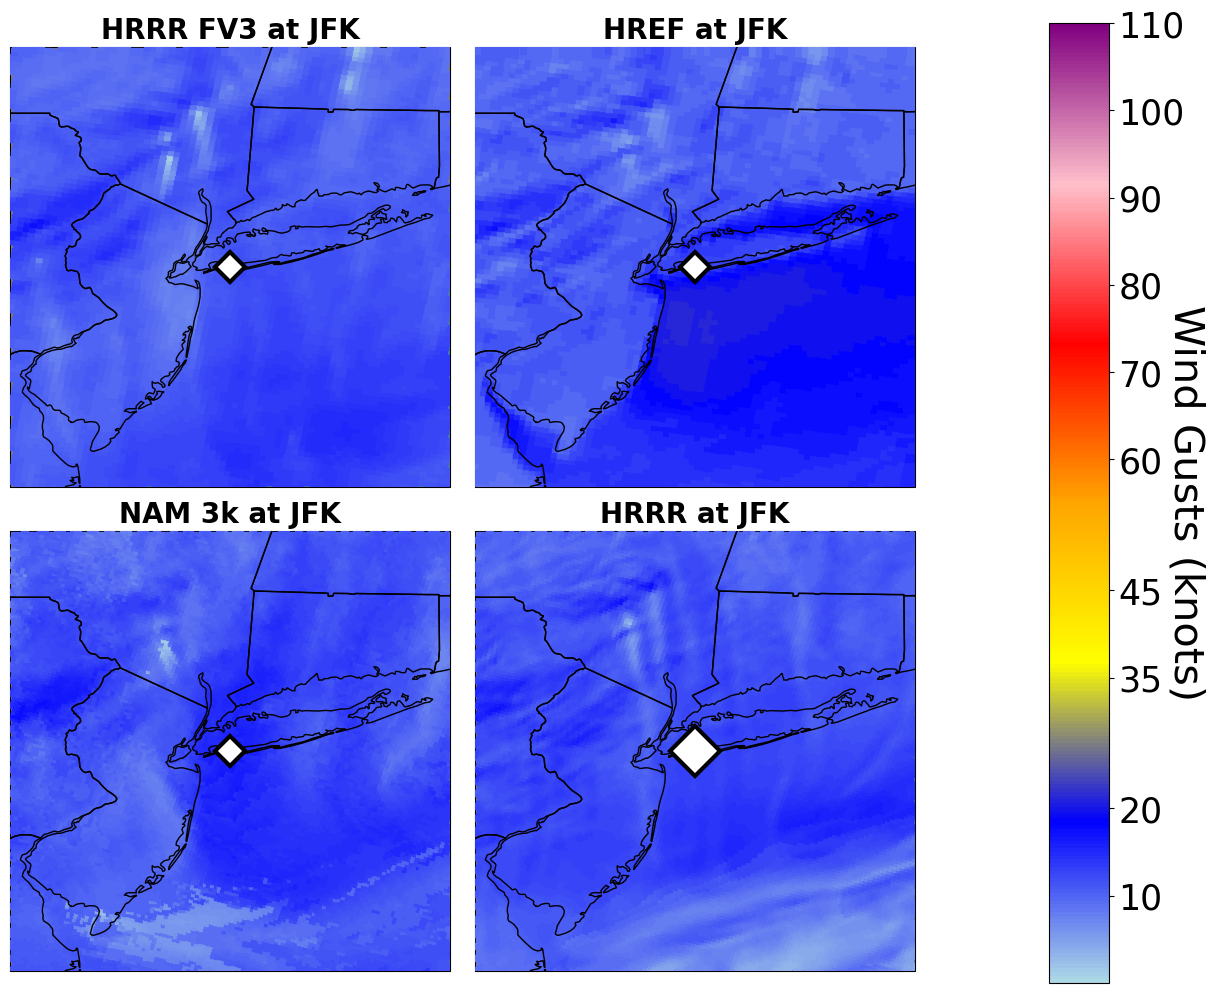 HRRR FV3 at JFK
HREF at JFK
NAM 3k at JFK
HRRR at JFK
110
100
90
80
70
60
45
35
20
10
Wind Gusts (knots)